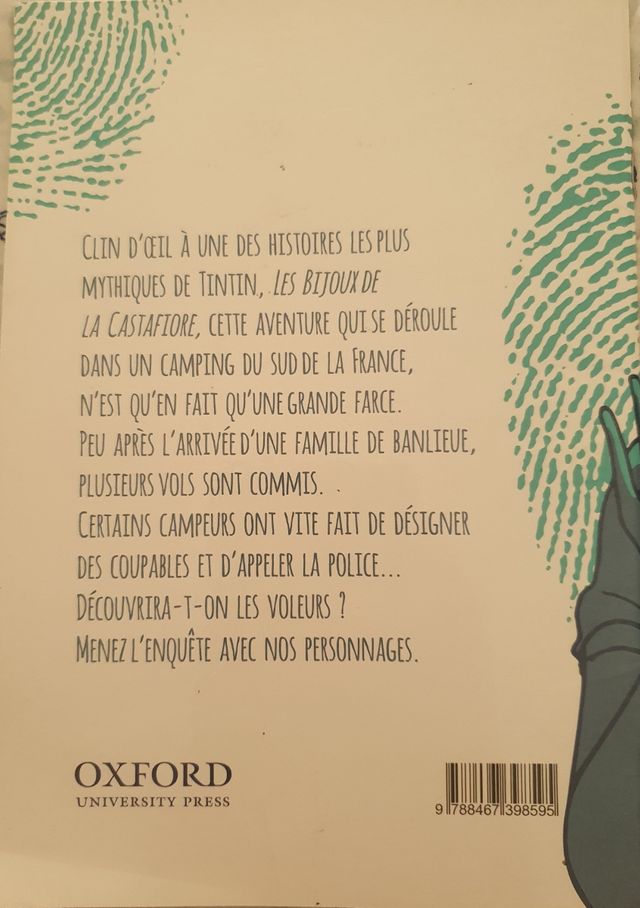 CLIN D'ŒIL À UNE DES HISTOIRES LES PLUS
MYTHIQUES DE TINTIN, LES BIJOUX DE
LA CASTAFIORE, CETTE AVENTURE QUI SE DÉROULE
DANS UN CAMPING DU SUD DE LA FRANCE,
N'EST QU'EN FAIT QU'UNE GRANDE FARCE.
PEU APRÈS L'ARRIVÉE D'UNE FAMILLE DE BANLIEUE,
PLUSIEURS VOLS SONT COMMIS.
CERTAINS CAMPEURS ONT VITE FAIT DE DÉSIGNER
DES COUPABLES ET D'APPELER LA POLICE...
DÉCOUVRIRA-T-ON LES VOLEURS ?
MENEZ L'ENQUÊTE AVEC NOS PERSONNAGES.
OXFORD
UNIVERSITY PRESS
9 788467 398595